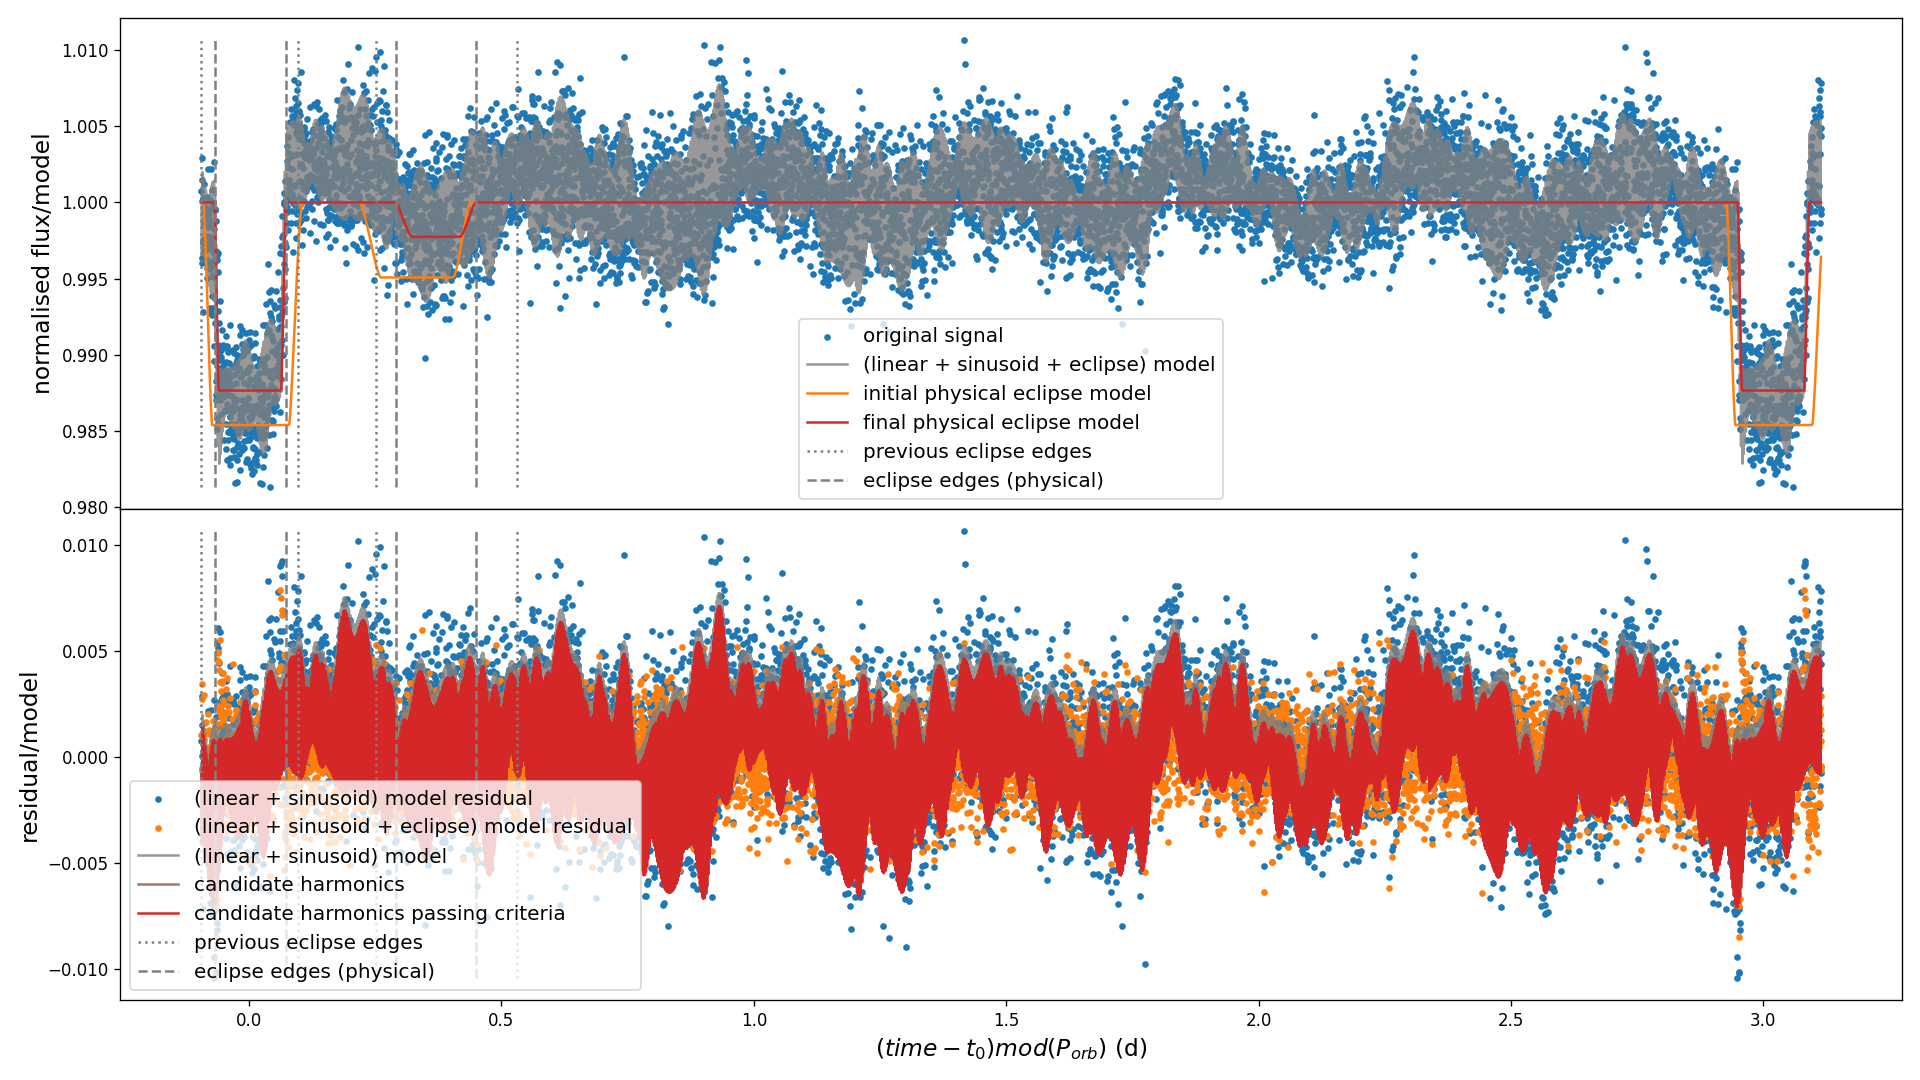 normalised flux/model
1.010
1.005
1.000
0.995
0.990
0.985
0.980
original signal
(linear + sinusoid + eclipse) model
initial physical eclipse model
final physical eclipse model
previous eclipse edges
eclipse edges (physical)
residual/model
0.010
0.005
0.000
−0.005
−0.010
(linear + sinusoid) model residual
(linear + sinusoid + eclipse) model residual
(linear + sinusoid) model
candidate harmonics
candidate harmonics passing criteria
previous eclipse edges
eclipse edges (physical)
0.0 0.5 1.0 1.5 2.0 2.5 3.0
(time − t₀)mod(Pₒᵣᵦ) (d)